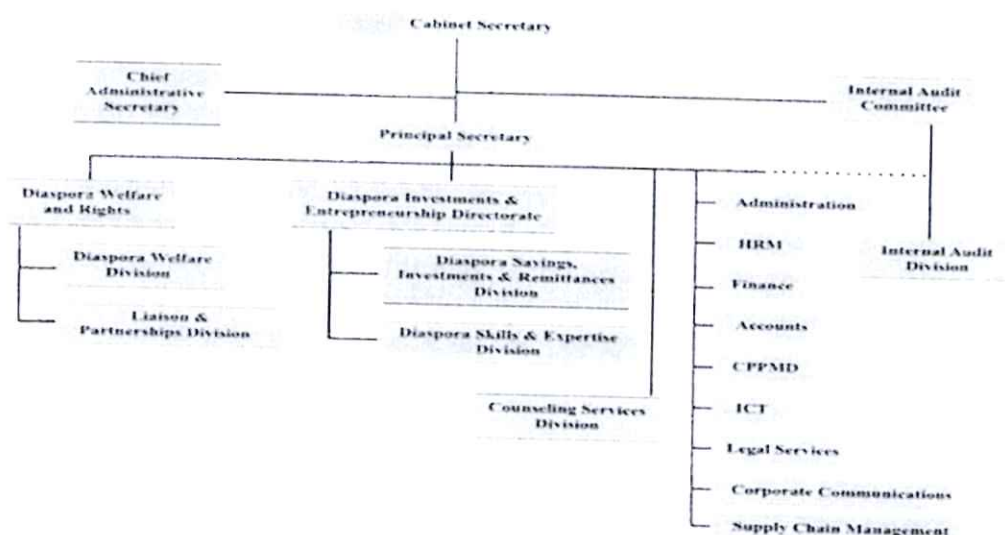 Cabinet Secretary
Chief
Administrative
Secretary
Internal Audit
Committee
Principal Secretary
Diaspora Welfare
and Rights
Diaspora Investments &
Entrepreneurship Directorate
Administration
HRM
Internal Audit
Division
Diaspora Welfare
Division
Diaspora Savings,
Investments & Remittances
Division
Finance
Liaison &
Partnerships Division
Diaspora Skills & Expertise
Division
Accounts
CPPMD
Counseling Services
Division
ICT
Legal Services
Corporate Communications
Supply Chain Management